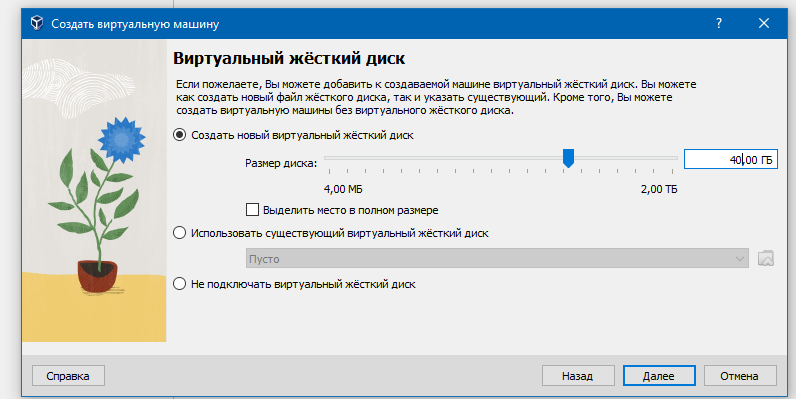 Создать виртуальную машину
?
Виртуальный жёсткий диск
Если пожелаете, Вы можете добавить к создаваемой машине виртуальный жёсткий диск. Вы можете
как создать новый файл жёсткого диска, так и указать существующий. Кроме того, Вы можете
создать виртуальную машины без виртуального жёсткого диска.
Создать новый виртуальный жёсткий диск
Размер диска:
40,00 ГБ
4,00 МБ
2,00 ТБ
Выделить место в полном размере
Использовать существующий виртуальный жёсткий диск
Пусто
Не подключать виртуальный жёсткий диск
Справка
Назад
Далее
Отмена